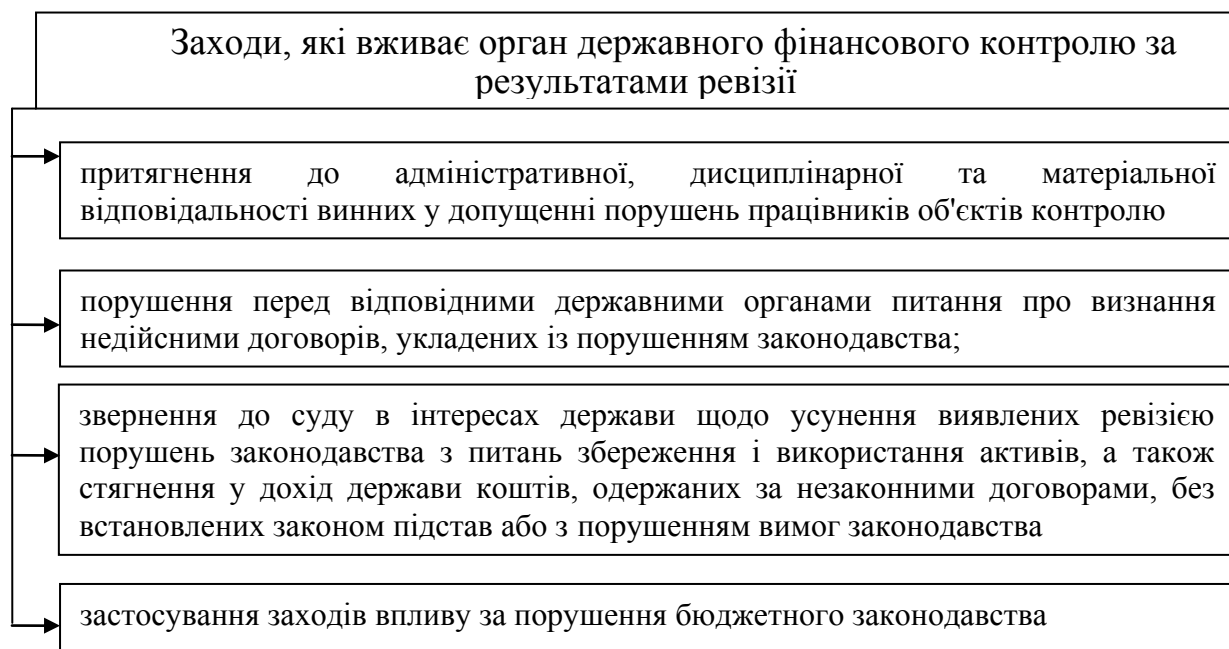 Заходи, які вживає орган державного фінансового контролю за
результатами ревізії
притягнення до адміністративної, дисциплінарної та матеріальної
відповідальності винних у допущенні порушень працівників об'єктів контролю
порушення перед відповідними державними органами питання про визнання
недійсними договорів, укладених із порушенням законодавства;
звернення до суду в інтересах держави щодо усунення виявлених ревізією
порушень законодавства з питань збереження і використання активів, а також
стягнення у дохід держави коштів, одержаних за незаконними договорами, без
встановлених законом підстав або з порушенням вимог законодавства
застосування заходів впливу за порушення бюджетного законодавства